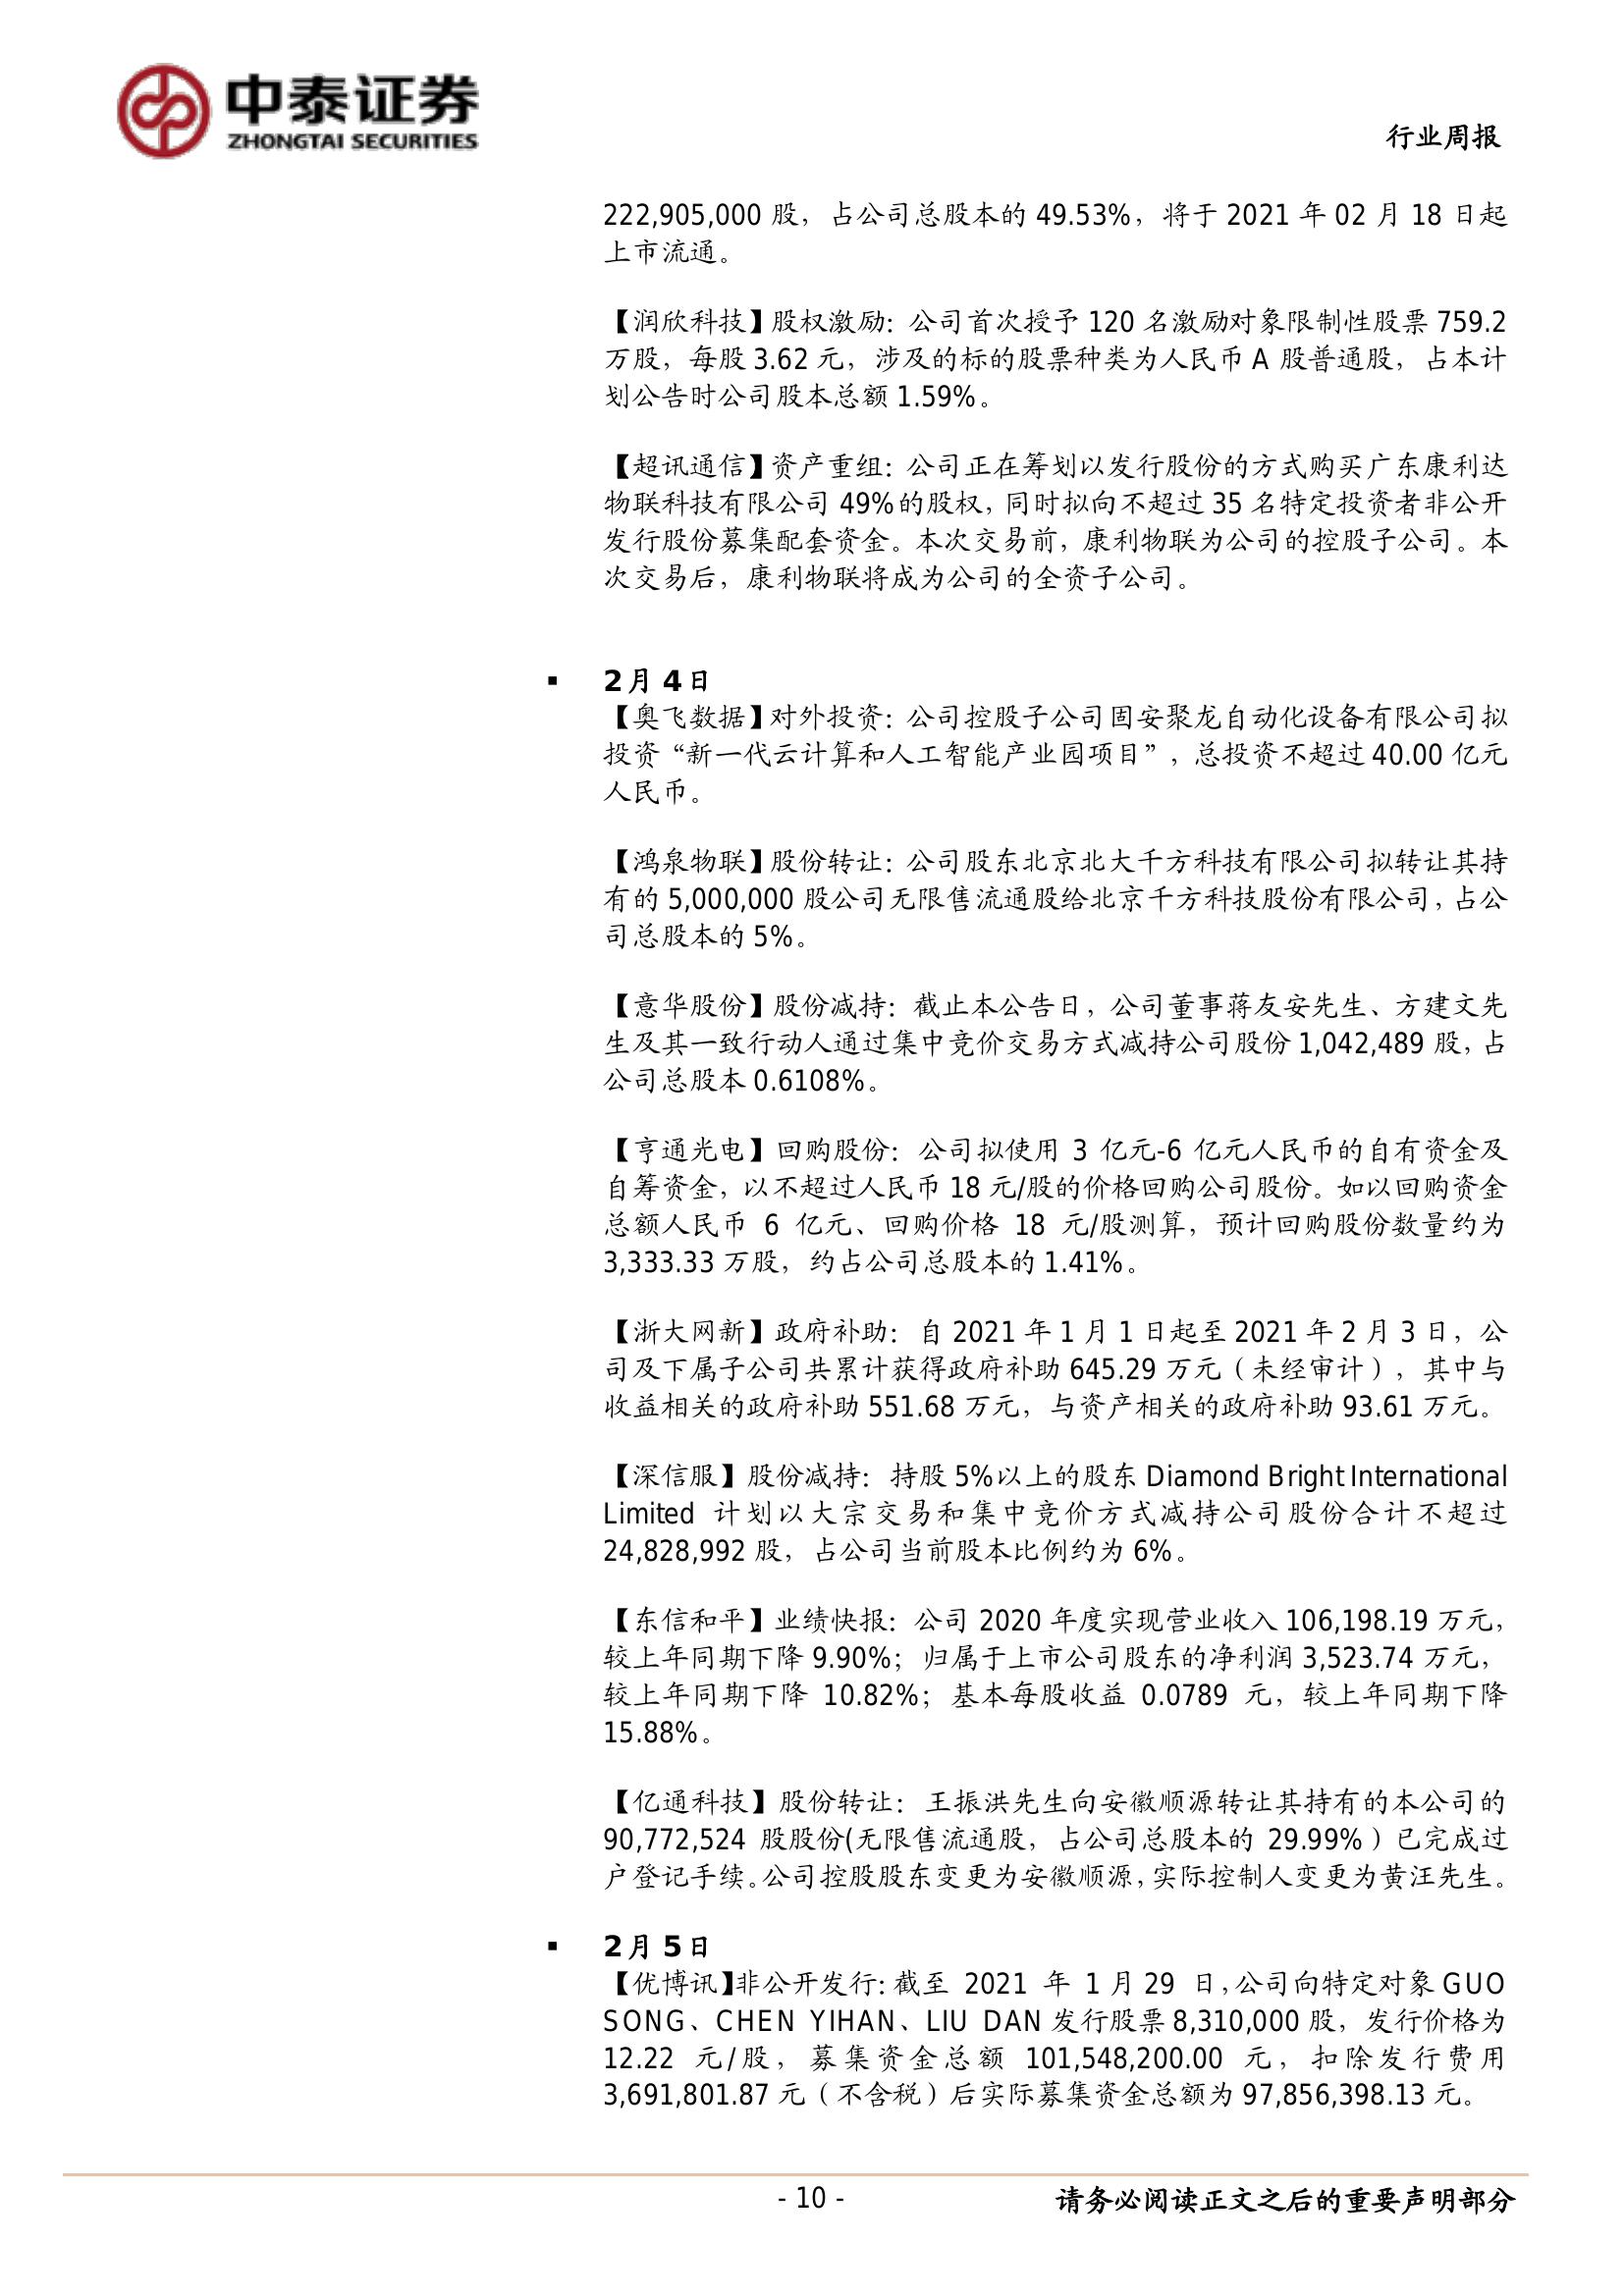 中泰证券
ZHONGTAI SECURITIES
行业周报
222,905,000 股，占公司总股本的 49.53%，将于 2021 年 02 月 18 日起
上市流通。
【润欣科技】股权激励：公司首次授予 120 名激励对象限制性股票 759.2
万股，每股 3.62 元，涉及的标的股票种类为人民币 A 股普通股，占本计
划公告时公司股本总额 1.59%。
【超讯通信】资产重组：公司正在筹划以发行股份的方式购买广东康利达
物联科技有限公司 49%的股权，同时拟向不超过 35 名特定投资者非公开
发行股份募集配套资金。本次交易前，康利物联为公司的控股子公司。本
次交易后，康利物联将成为公司的全资子公司。
▪ 2月 4日
【奥飞数据】对外投资：公司控股子公司固安聚龙自动化设备有限公司拟
投资“新一代云计算和人工智能产业园项目”，总投资不超过 40.00 亿元
人民币。
【鸿泉物联】股份转让：公司股东北京北大千方科技有限公司拟转让其持
有的 5,000,000 股公司无限售流通股给北京千方科技股份有限公司，占公
司总股本的 5%。
【意华股份】股份减持：截止本公告日，公司董事蒋友安先生、方建文先
生及其一致行动人通过集中竞价交易方式减持公司股份 1,042,489 股，占
公司总股本 0.6108%。
【亨通光电】回购股份：公司拟使用 3 亿元-6 亿元人民币的自有资金及
自筹资金，以不超过人民币 18 元/股的价格回购公司股份。如以回购资金
总额人民币 6 亿元、回购价格 18 元/股测算，预计回购股份数量约为
3,333.33 万股，约占公司总股本的 1.41%。
【浙大网新】政府补助：自 2021 年 1 月 1 日起至 2021 年 2 月 3 日，公
司及下属子公司共累计获得政府补助 645.29 万元（未经审计），其中与
收益相关的政府补助 551.68 万元，与资产相关的政府补助 93.61 万元。
【深信服】股份减持：持股 5%以上的股东 Diamond Bright International
Limited 计划以大宗交易和集中竞价方式减持公司股份合计不超过
24,828,992 股，占公司当前股本比例约为 6%。
【东信和平】业绩快报：公司 2020 年度实现营业收入 106,198.19 万元，
较上年同期下降 9.90%；归属于上市公司股东的净利润 3,523.74 万元，
较上年同期下降 10.82%；基本每股收益 0.0789 元，较上年同期下降
15.88%。
【亿通科技】股份转让：王振洪先生向安徽顺源转让其持有的本公司的
90,772,524 股股份(无限售流通股，占公司总股本的 29.99%）已完成过
户登记手续。公司控股股东变更为安徽顺源，实际控制人变更为黄汪先生。
▪ 2月 5日
【优博讯】非公开发行：截至 2021 年 1月 29 日，公司向特定对象 GUO
SONG、CHEN YIHAN、LIU DAN 发行股票 8,310,000 股，发行价格为
12.22 元/股，募集资金总额 101,548,200.00 元，扣除发行费用
3,691,801.87 元（不含税）后实际募集资金总额为 97,856,398.13 元。
- 10 -
请务必阅读正文之后的重要声明部分